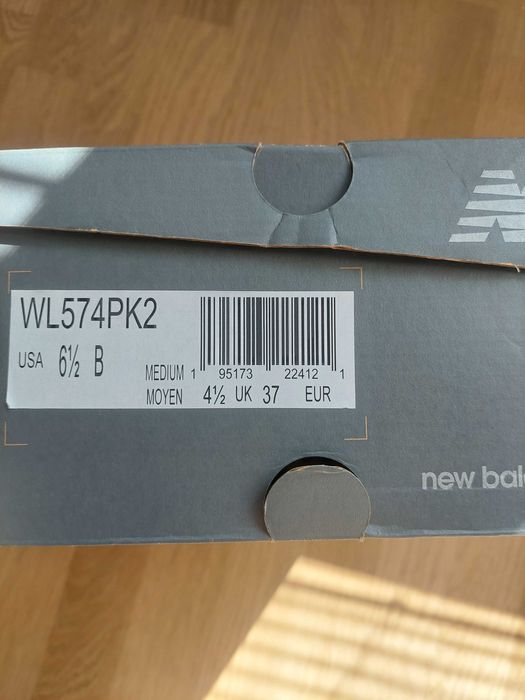 WL574PK2
USA 6½ B
MEDIUM 1 95173 22412 1
MOYEN 4½ UK 37 EUR
new bal